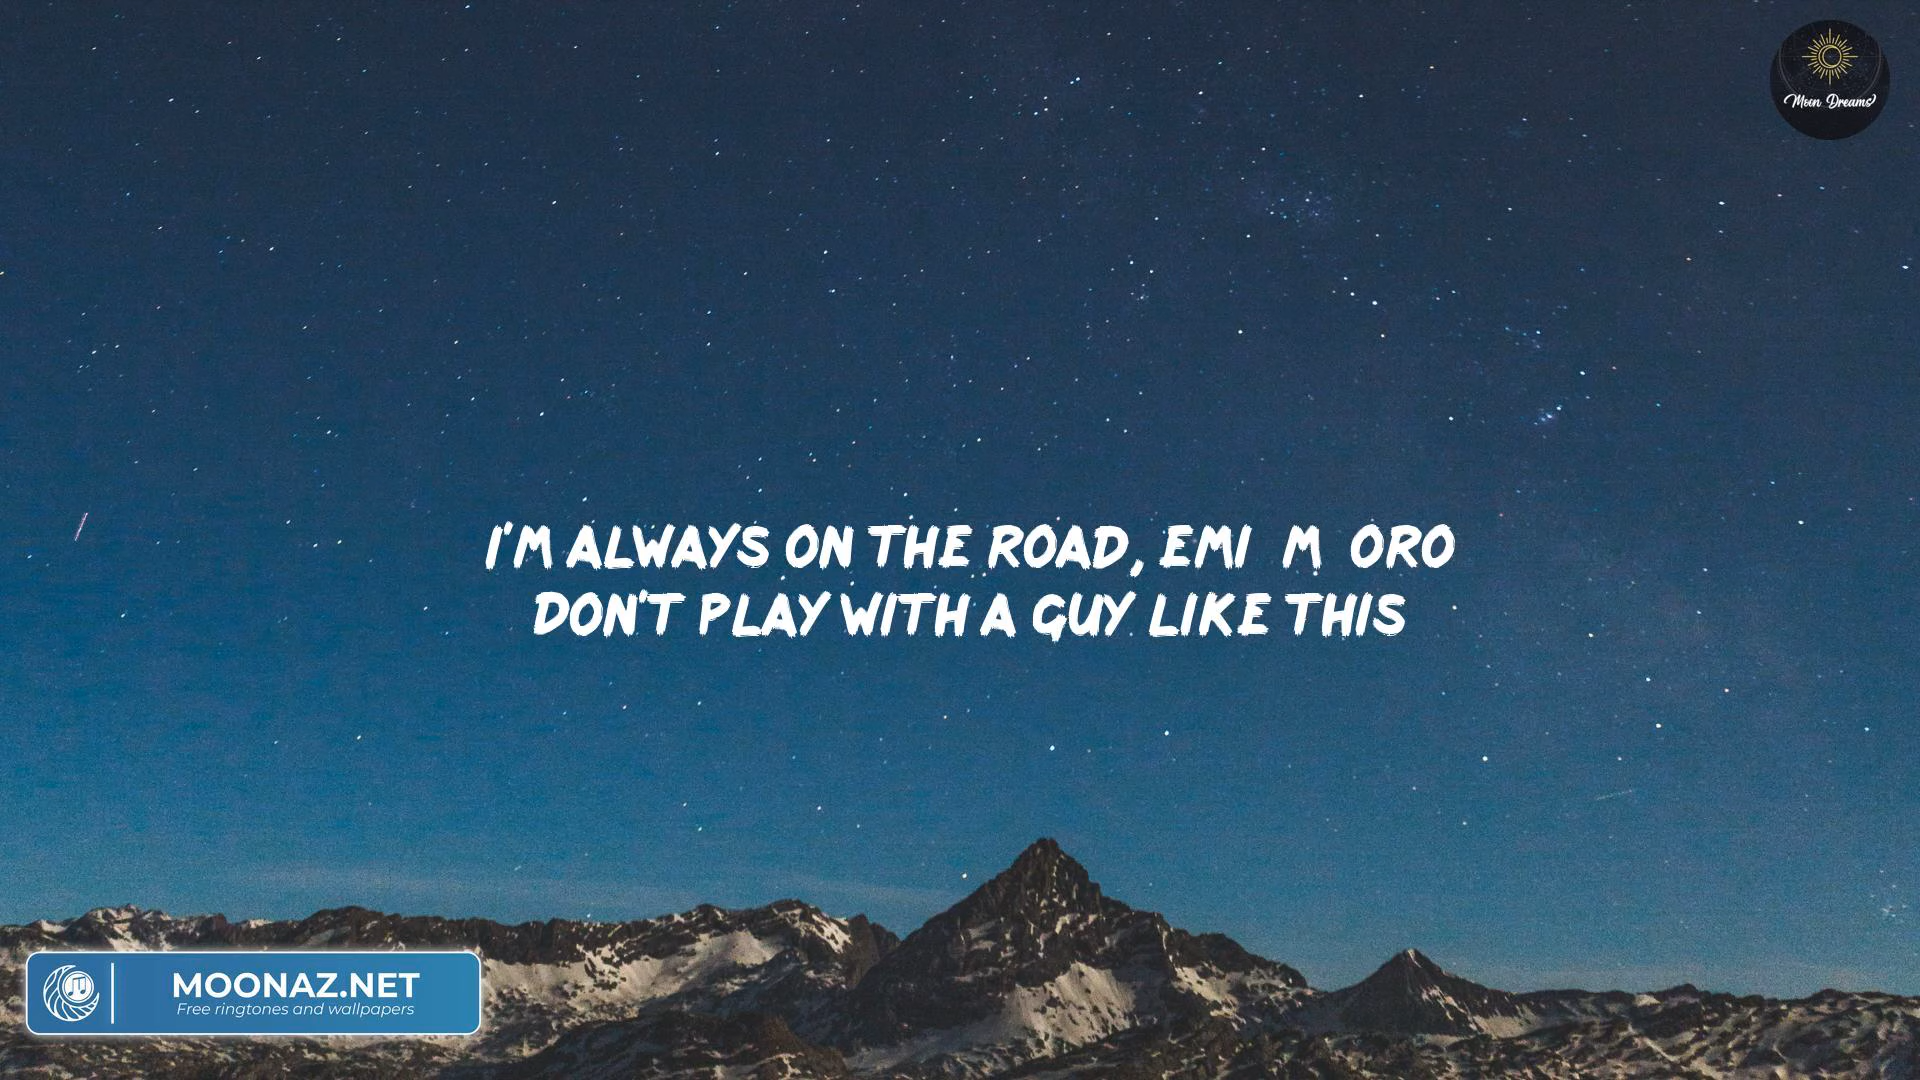 Moon Dreams
I'M ALWAYS ON THE ROAD, EMI M ORO
DON'T PLAY WITH A GUY LIKE THIS
MOONAZ.NET
Free ringtones and wallpapers